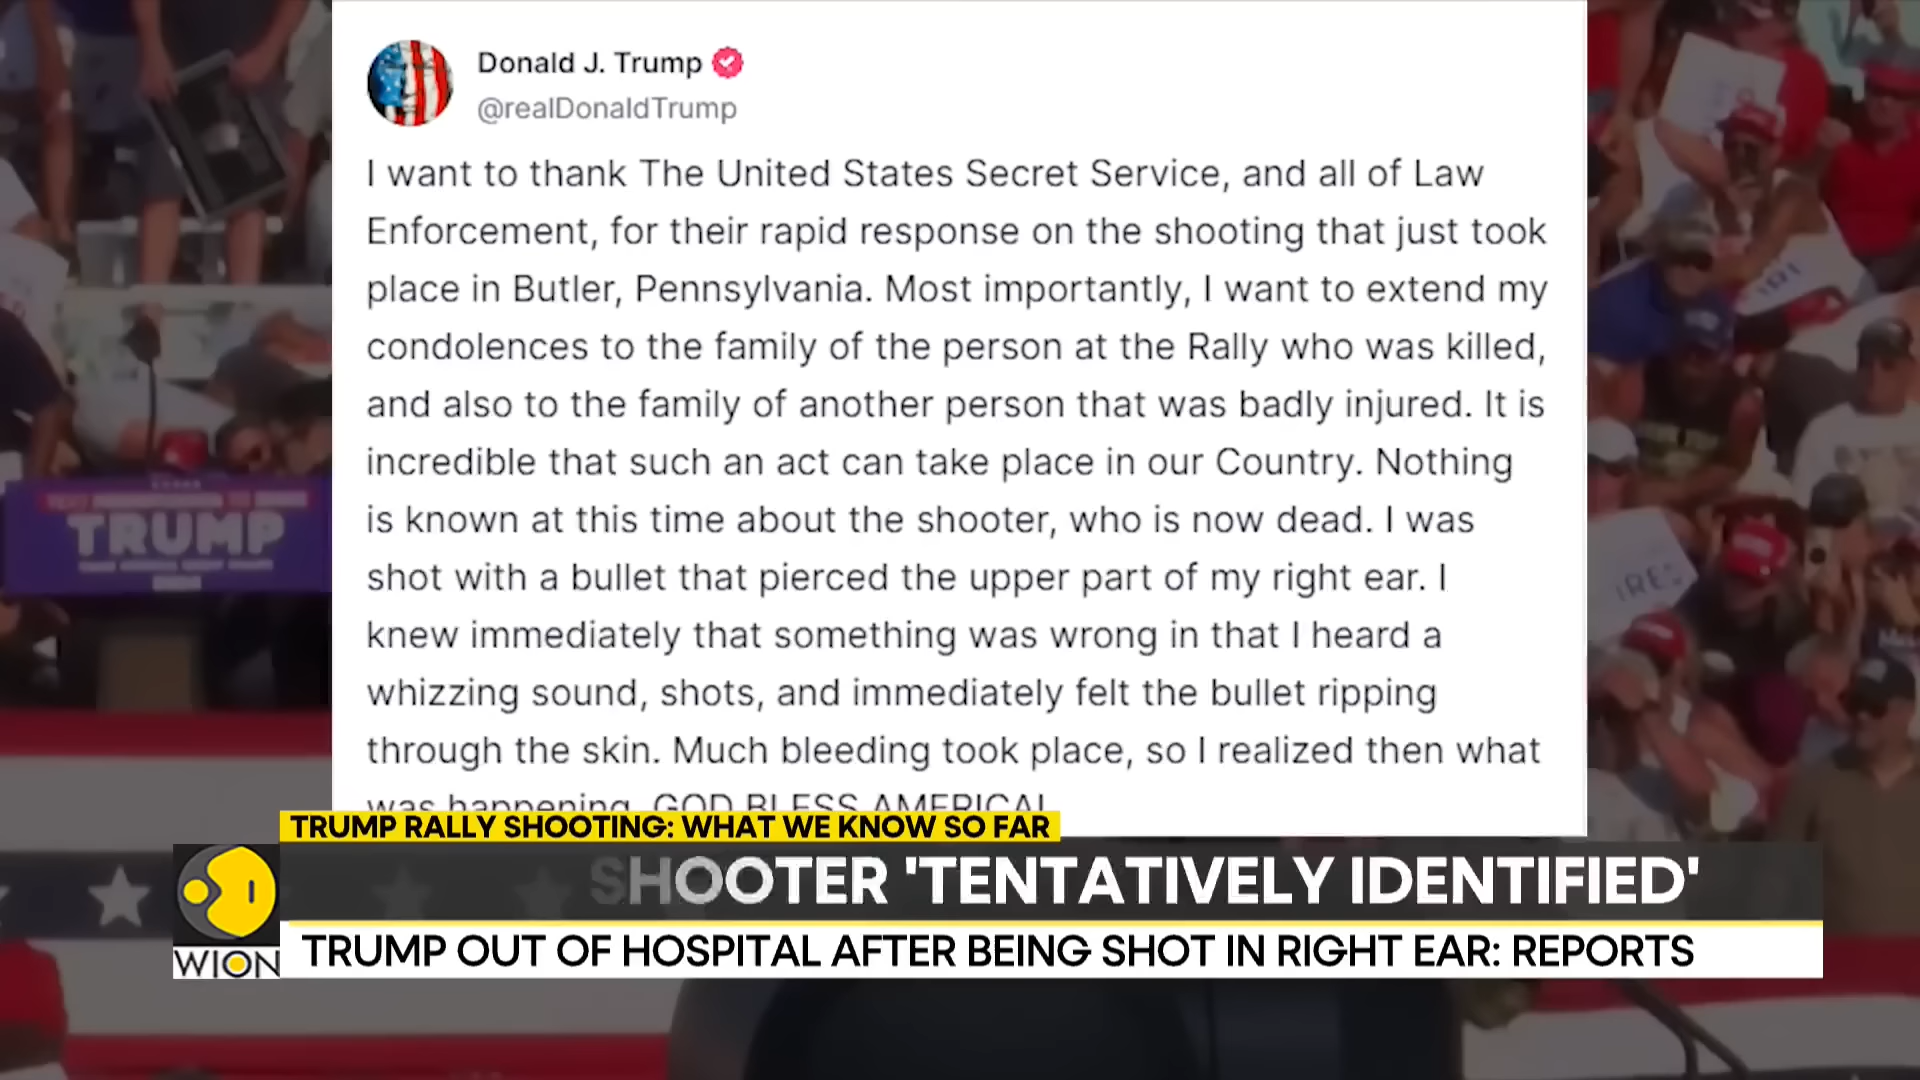 Donald J. Trump
@realDonaldTrump
I want to thank The United States Secret Service, and all of Law
Enforcement, for their rapid response on the shooting that just took
place in Butler, Pennsylvania. Most importantly, I want to extend my
condolences to the family of the person at the Rally who was killed,
and also to the family of another person that was badly injured. It is
incredible that such an act can take place in our Country. Nothing
is known at this time about the shooter, who is now dead. I was
shot with a bullet that pierced the upper part of my right ear. I
knew immediately that something was wrong in that I heard a
whizzing sound, shots, and immediately felt the bullet ripping
through the skin. Much bleeding took place, so I realized then what
was happening. GOD BLESS AMERICA!
TRUMP
TRUMP RALLY SHOOTING: WHAT WE KNOW SO FAR
SHOOTER 'TENTATIVELY IDENTIFIED'
TRUMP OUT OF HOSPITAL AFTER BEING SHOT IN RIGHT EAR: REPORTS
WION